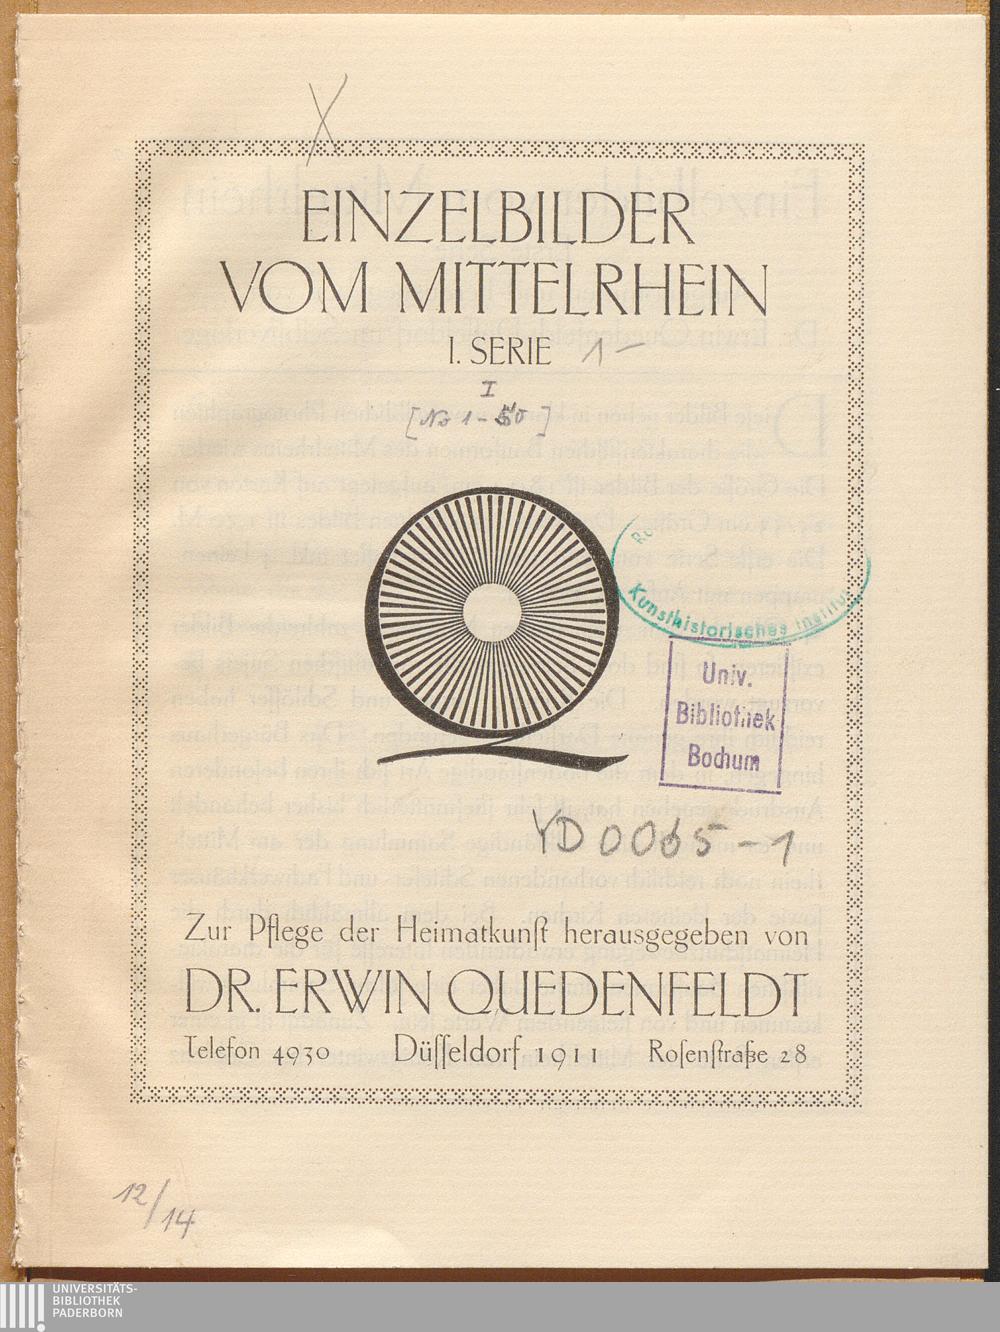 EINZELBILDER
VOM MITTELRHEIN
I. SERIE 1 –
I
[No 1 - 50]
Kunsthistorisches Institut
Univ.
Bibliothek
Bochum
YD 0065 - 1
Zur Pflege der Heimatkunſt herausgegeben von
DR. ERWIN QUEDENFELDT
Telefon 4930 Düſſeldorf 1911 Roſenſtraße 28
12/14
UNIVERSITÄTS-
BIBLIOTHEK
PADERBORN